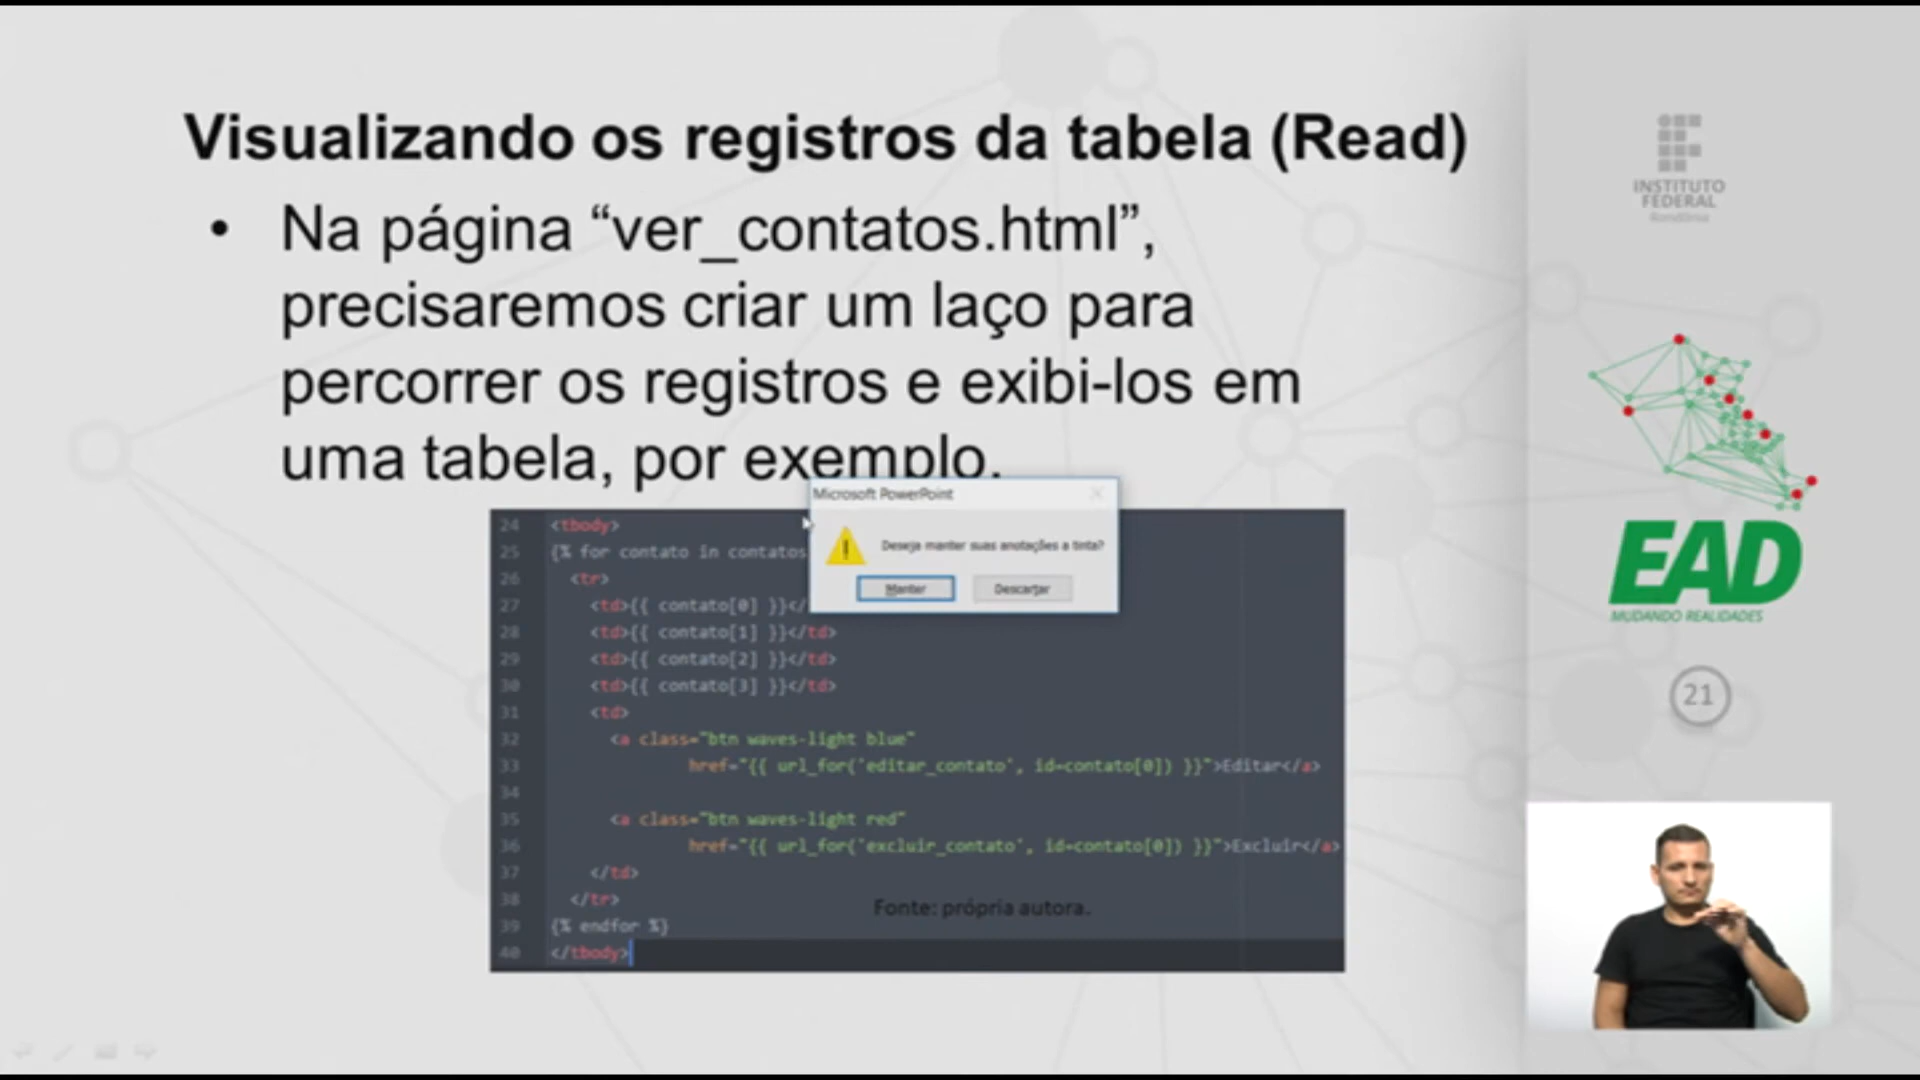 Visualizando os registros da tabela (Read)
• Na página “ver_contatos.html”,
precisaremos criar um laço para
percorrer os registros e exibi-los em
uma tabela, por exemplo.
Microsoft PowerPoint
Deseja manter suas anotações a tinta?
Manter Descartar
24 <tbody>
25 {% for contato in contatos
26 <tr>
27 <td>{{ contato[0] }}</
28 <td>{{ contato[1] }}</td>
29 <td>{{ contato[2] }}</td>
30 <td>{{ contato[3] }}</td>
31 <td>
32 <a class="btn waves-light blue"
33 href="{{ url_for('editar_contato', id=contato[0]) }}">Editar</a>
34
35 <a class="btn waves-light red"
36 href="{{ url_for('excluir_contato', id=contato[0]) }}">Excluir</a>
37 </td>
38 </tr>
39 {% endfor %}
40 </tbody>
Fonte: própria autora.
INSTITUTO
FEDERAL
Rondônia
EAD
MUDANDO REALIDADES
21